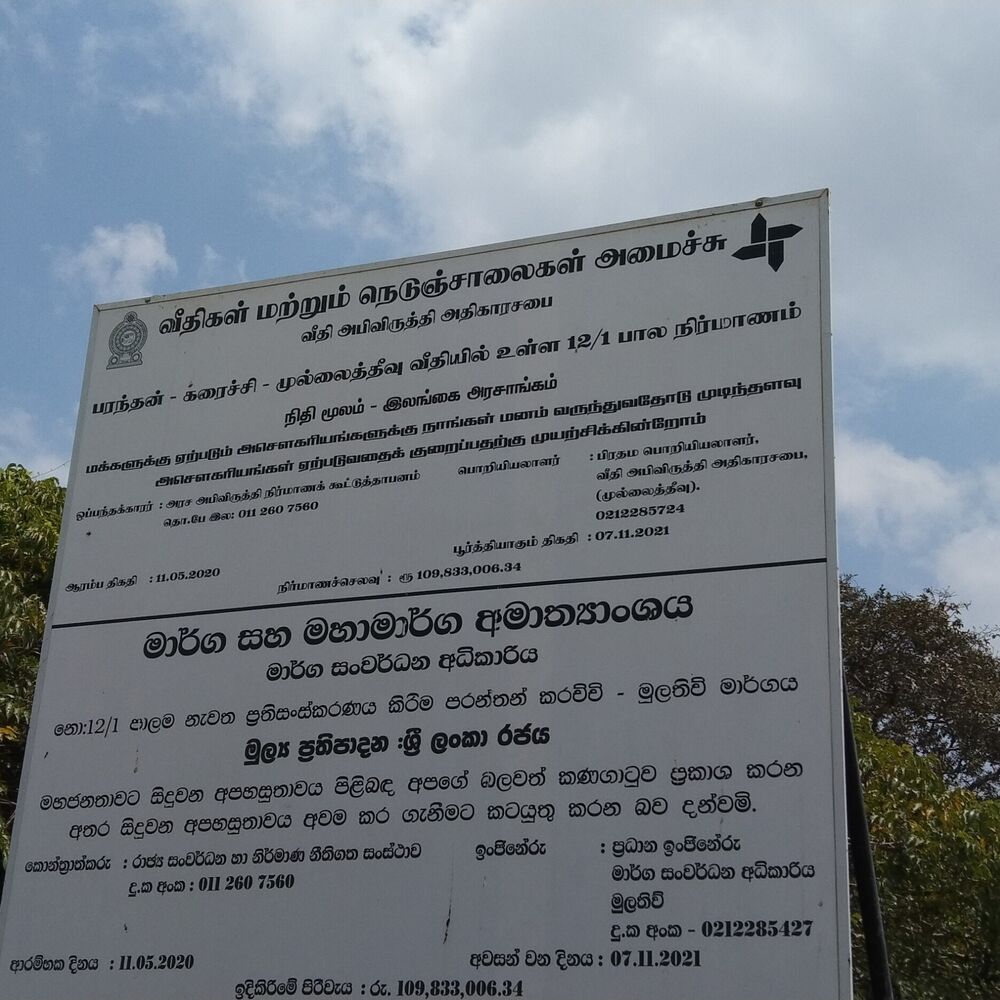 வீதிகள் மற்றும் நெடுஞ்சாலைகள் அமைச்சு
வீதி அபிவிருத்தி அதிகாரசபை
பரந்தன் - கரைச்சி - முல்லைத்தீவு வீதியில் உள்ள 12/1 பால நிர்மாணம்
நிதி மூலம் - இலங்கை அரசாங்கம்
மக்களுக்கு ஏற்படும் அசௌகரியங்களுக்கு நாங்கள் மனம் வருந்துவதோடு முடிந்தளவு
அசௌகரியங்கள் ஏற்படுவதைக் குறைப்பதற்கு முயற்சிக்கின்றோம்
ஒப்பந்தக்காரர் : அரச அபிவிருத்தி நிர்மாணக் கூட்டுத்தாபனம் பொறியியலாளர் : பிரதம பொறியியலாளர்,
தொ.பே இல: 011 260 7560 வீதி அபிவிருத்தி அதிகாரசபை,
(முல்லைத்தீவு).
0212285724
ஆரம்ப திகதி : 11.05.2020 பூர்த்தியாகும் திகதி : 07.11.2021
நிர்மாணச்செலவு : ரூ 109,833,006.34
මාර්ග සහ මහාමාර්ග අමාත්‍යාංශය
මාර්ග සංවර්ධන අධිකාරිය
නො:12/1 පාලම නැවත ප්‍රතිසංස්කරණය කිරීම පරන්තන් කරච්චි - මුලතිව් මාර්ගය
මුල්‍ය ප්‍රතිපාදන :ශ්‍රී ලංකා රජය
මහජනතාවට සිදුවන අපහසුතාවය පිළිබඳ අපගේ බලවත් කණගාටුව ප්‍රකාශ කරන
අතර සිදුවන අපහසුතාවය අවම කර ගැනීමට කටයුතු කරන බව දන්වමි.
කොන්ත්‍රාත්කරු : රාජ්‍ය සංවර්ධන හා නිර්මාණ නීතිගත සංස්ථාව ඉංජිනේරු : ප්‍රධාන ඉංජිනේරු
දු.ක අංක : 011 260 7560 මාර්ග සංවර්ධන අධිකාරිය
මුලතිව්
දු.ක අංක - 0212285427
ආරම්භක දිනය : 11.05.2020 අවසන් වන දිනය : 07.11.2021
ඉදිකිරීමේ පිරිවැය : රු. 109,833,006.34